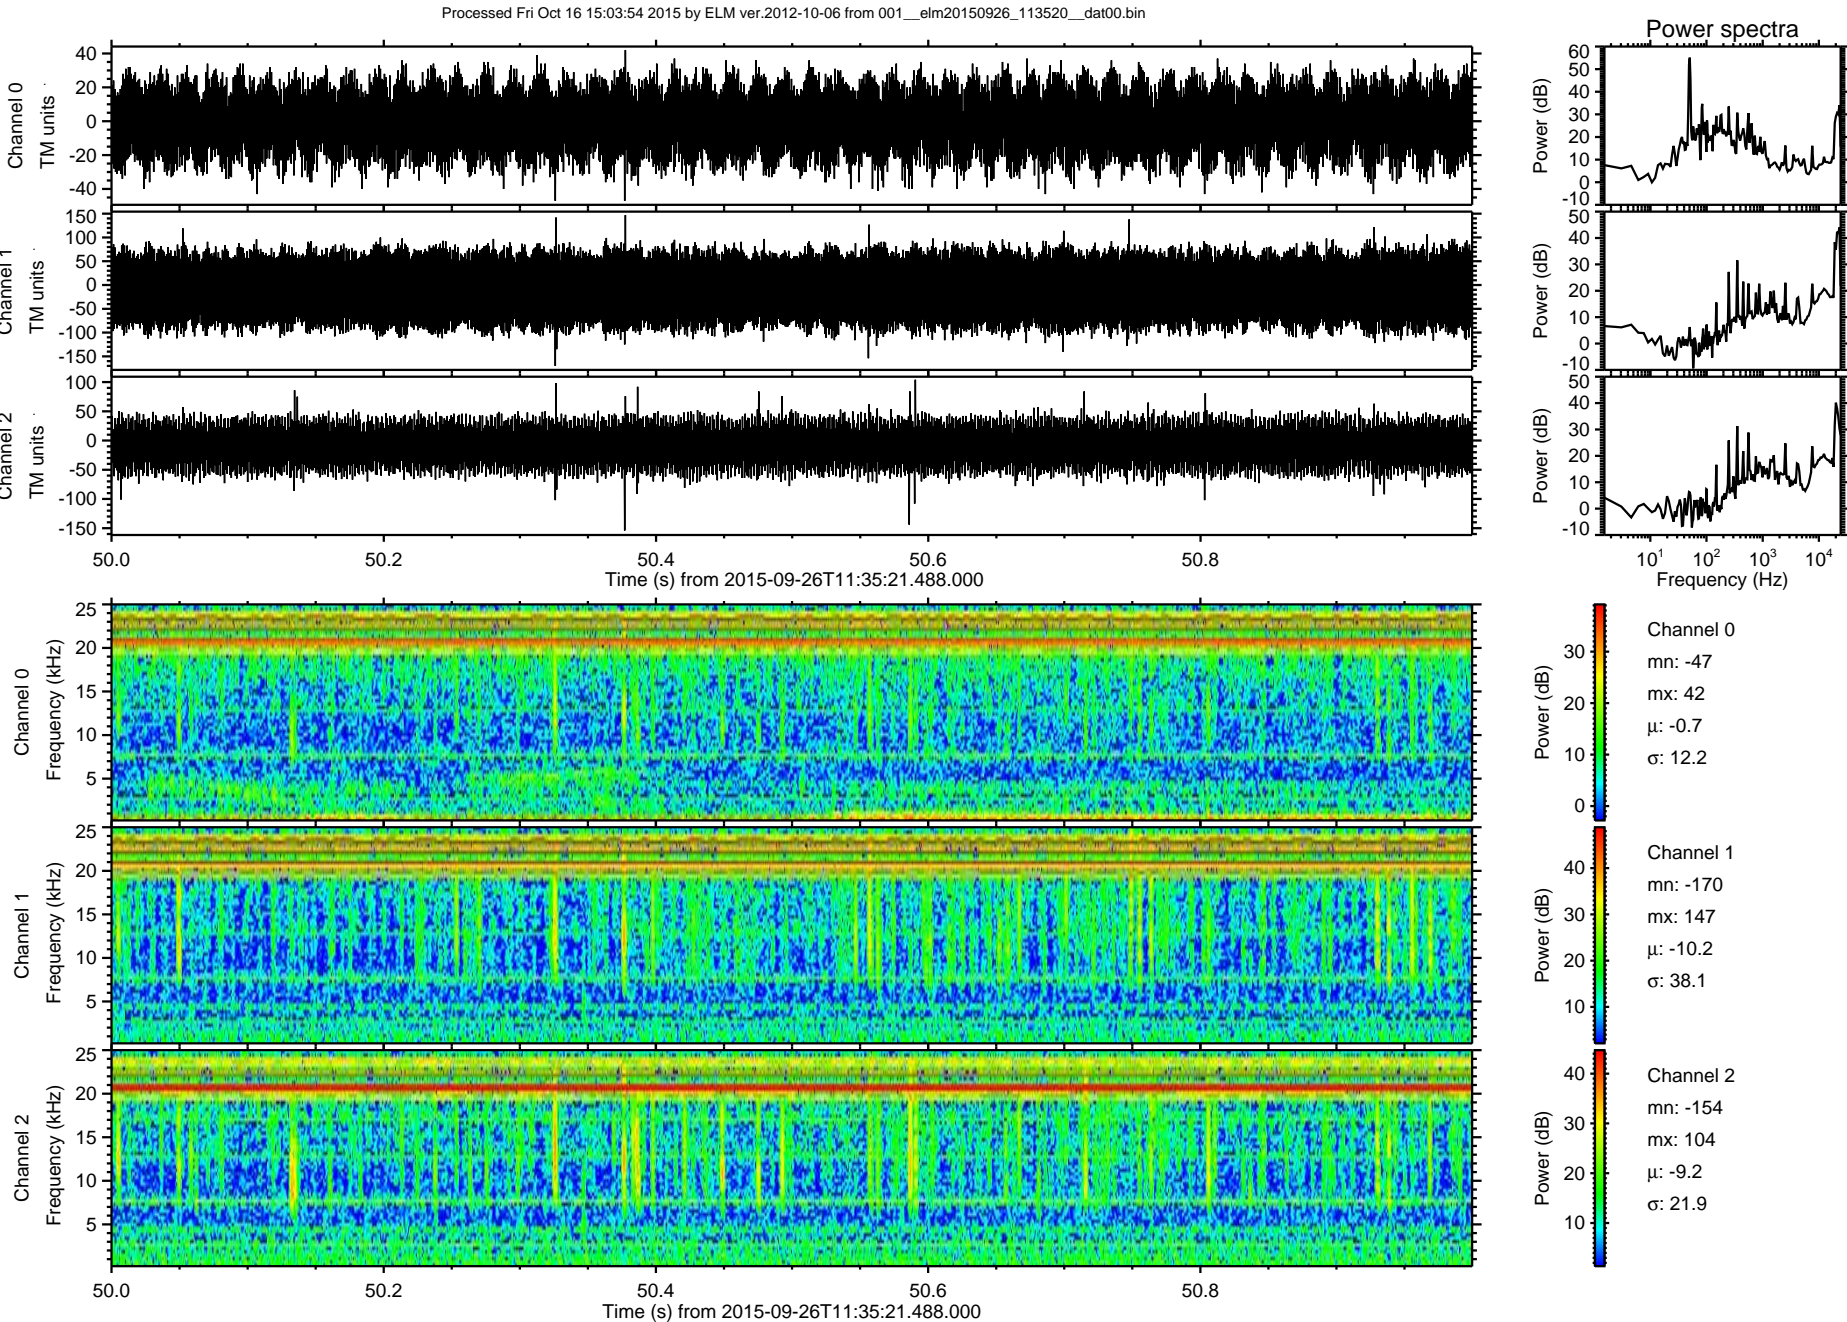 Processed Fri Oct 16 15:03:54 2015 by ELM ver.2012-10-06 from 001__elm20150926_113520__dat00.bin
Power spectra
Channel 0
TM units
40
20
0
-20
-40
Power (dB)
60
50
40
30
20
10
0
-10
Channel 1
TM units
150
100
50
0
-50
-100
-150
Power (dB)
50
40
30
20
10
0
-10
Channel 2
TM units
100
50
0
-50
-100
-150
Power (dB)
50
40
30
20
10
0
-10
50.0 50.2 50.4 50.6 50.8
Time (s) from 2015-09-26T11:35:21.488.000
10^1 10^2 10^3 10^4
Frequency (Hz)
Channel 0
Frequency (kHz)
25
20
15
10
5
Power (dB)
30
20
10
0
Channel 0
mn: -47
mx: 42
μ: -0.7
σ: 12.2
Channel 1
Frequency (kHz)
25
20
15
10
5
Power (dB)
40
30
20
10
Channel 1
mn: -170
mx: 147
μ: -10.2
σ: 38.1
Channel 2
Frequency (kHz)
25
20
15
10
5
Power (dB)
40
30
20
10
Channel 2
mn: -154
mx: 104
μ: -9.2
σ: 21.9
50.0 50.2 50.4 50.6 50.8
Time (s) from 2015-09-26T11:35:21.488.000